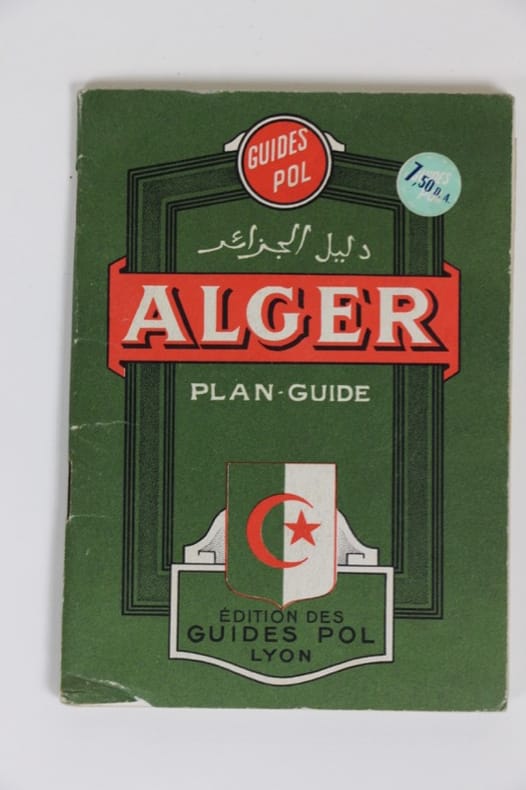 GUIDES
POL
7,50 D.A.
دليل الجزائر
ALGER
PLAN-GUIDE
ÉDITION DES
GUIDES POL
LYON